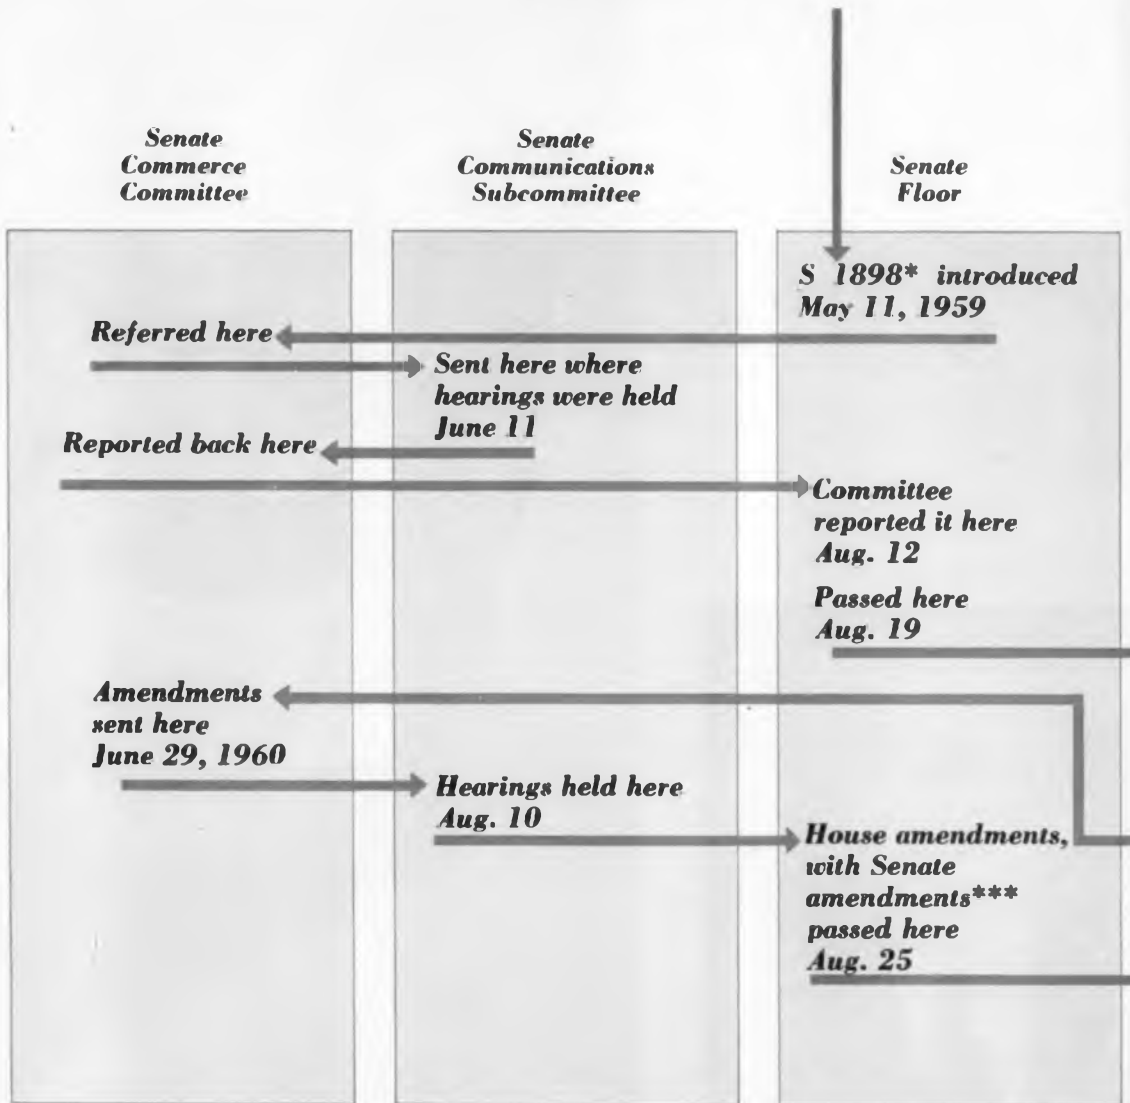 Senate
Commerce
Committee
Senate
Communications
Subcommittee
Senate
Floor
S 1898* introduced
May 11, 1959
Referred here
Sent here where
hearings were held
June 11
Reported back here
Committee
reported it here
Aug. 12
Passed here
Aug. 19
Amendments
sent here
June 29, 1960
Hearings held here
Aug. 10
House amendments,
with Senate
amendments***
passed here
Aug. 25